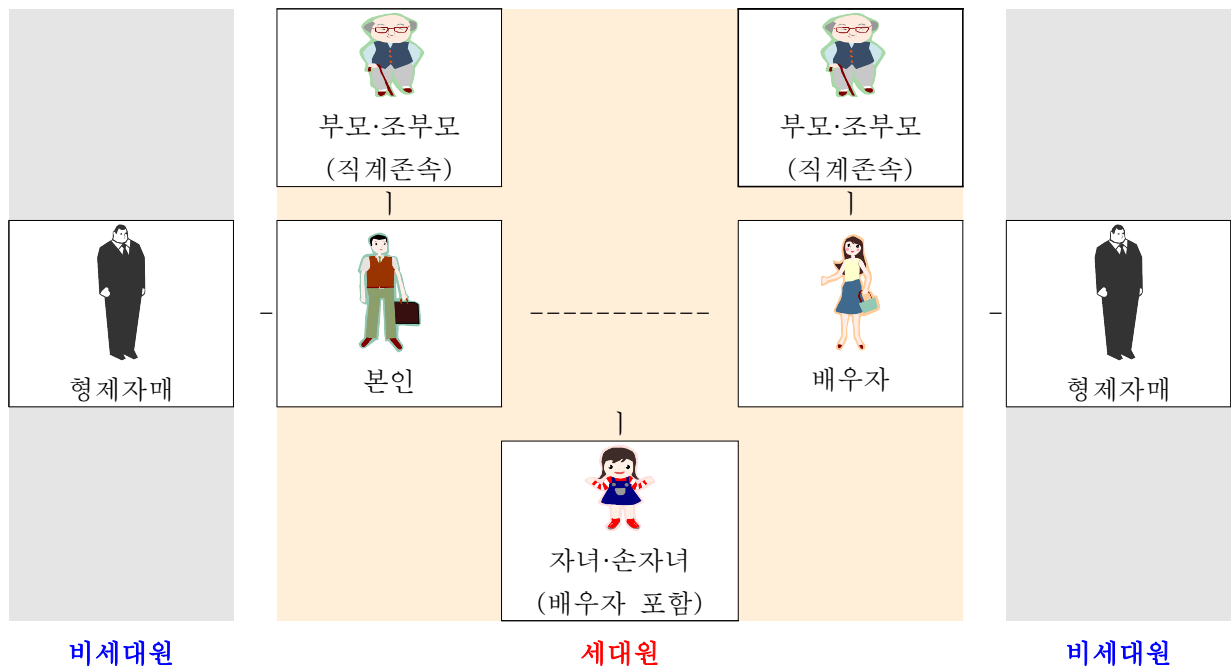 부모·조부모
(직계존속)
부모·조부모
(직계존속)
형제자매
본인
배우자
형제자매
자녀·손자녀
(배우자 포함)
비세대원
세대원
비세대원